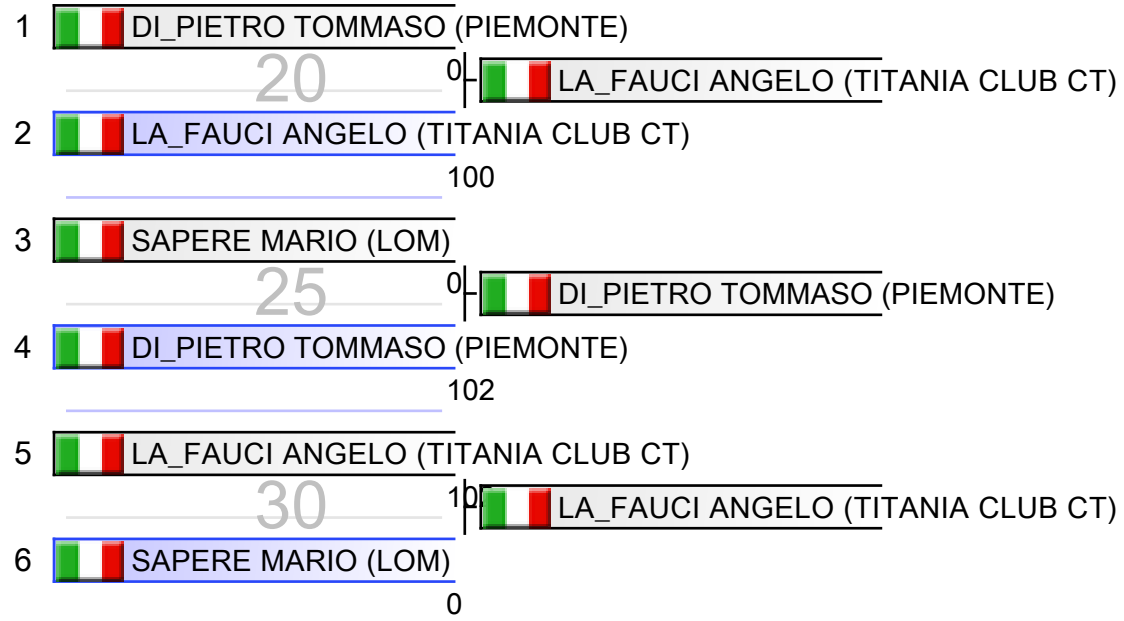 1 DI_PIETRO TOMMASO (PIEMONTE)
20 0 LA_FAUCI ANGELO (TITANIA CLUB CT)
2 LA_FAUCI ANGELO (TITANIA CLUB CT)
100
3 SAPERE MARIO (LOM)
25 0 DI_PIETRO TOMMASO (PIEMONTE)
4 DI_PIETRO TOMMASO (PIEMONTE)
102
5 LA_FAUCI ANGELO (TITANIA CLUB CT)
30 LA_FAUCI ANGELO (TITANIA CLUB CT)
6 SAPERE MARIO (LOM)
0